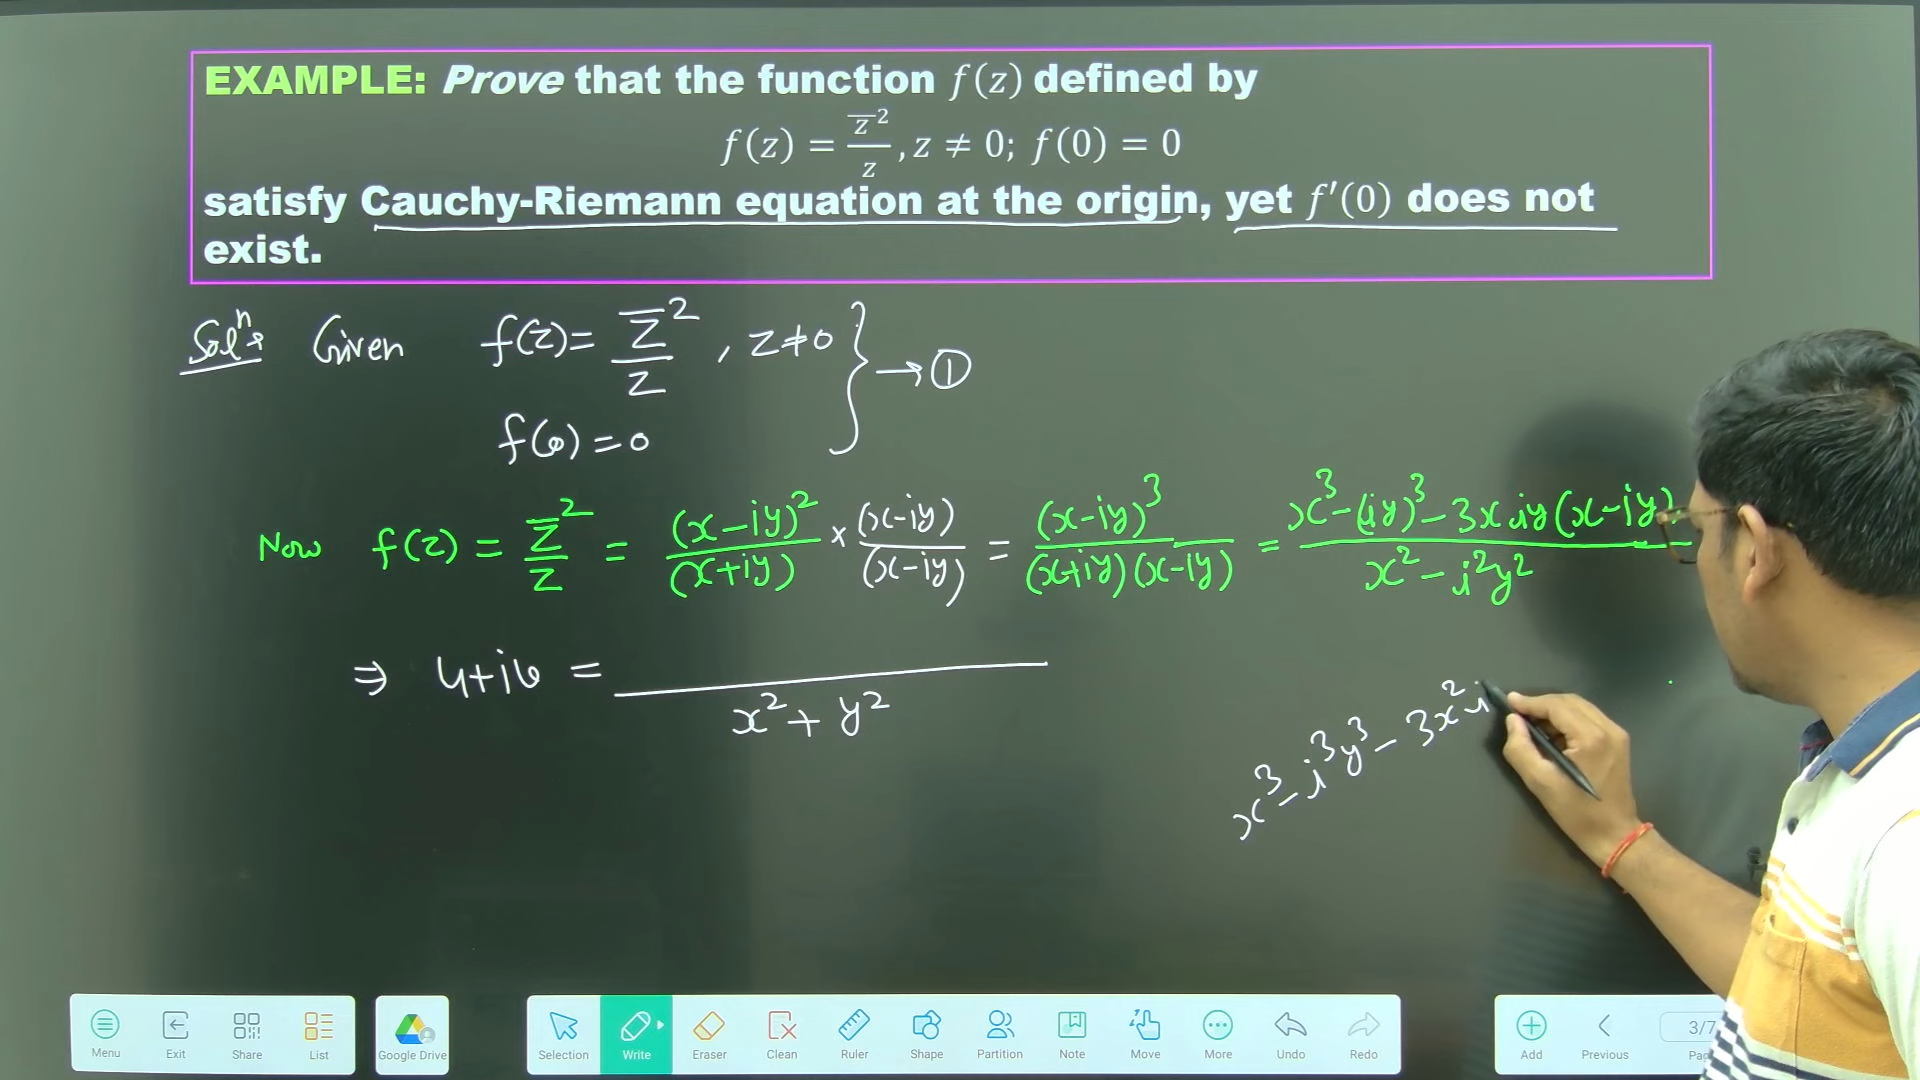 EXAMPLE: Prove that the function f(z) defined by
f(z) = z̅²/z, z ≠ 0; f(0) = 0
satisfy Cauchy-Riemann equation at the origin, yet f′(0) does not
exist.
Solⁿ: Given f(z) = z̅²/z, z≠0 } → ①
f(0) = 0
Now f(z) = z̅²/z = (x-iy)²/(x+iy) × (x-iy)/(x-iy) = (x-iy)³/(x+iy)(x-iy) = x³-(iy)³-3x iy(x-iy)/x²-i²y²
⇒ u+iv = /x²+y²
x³-i³y³-3x²i
Menu Exit Share List Google Drive Selection Write Eraser Clean Ruler Shape Partition Note Move More Undo Redo Add Previous 3/7